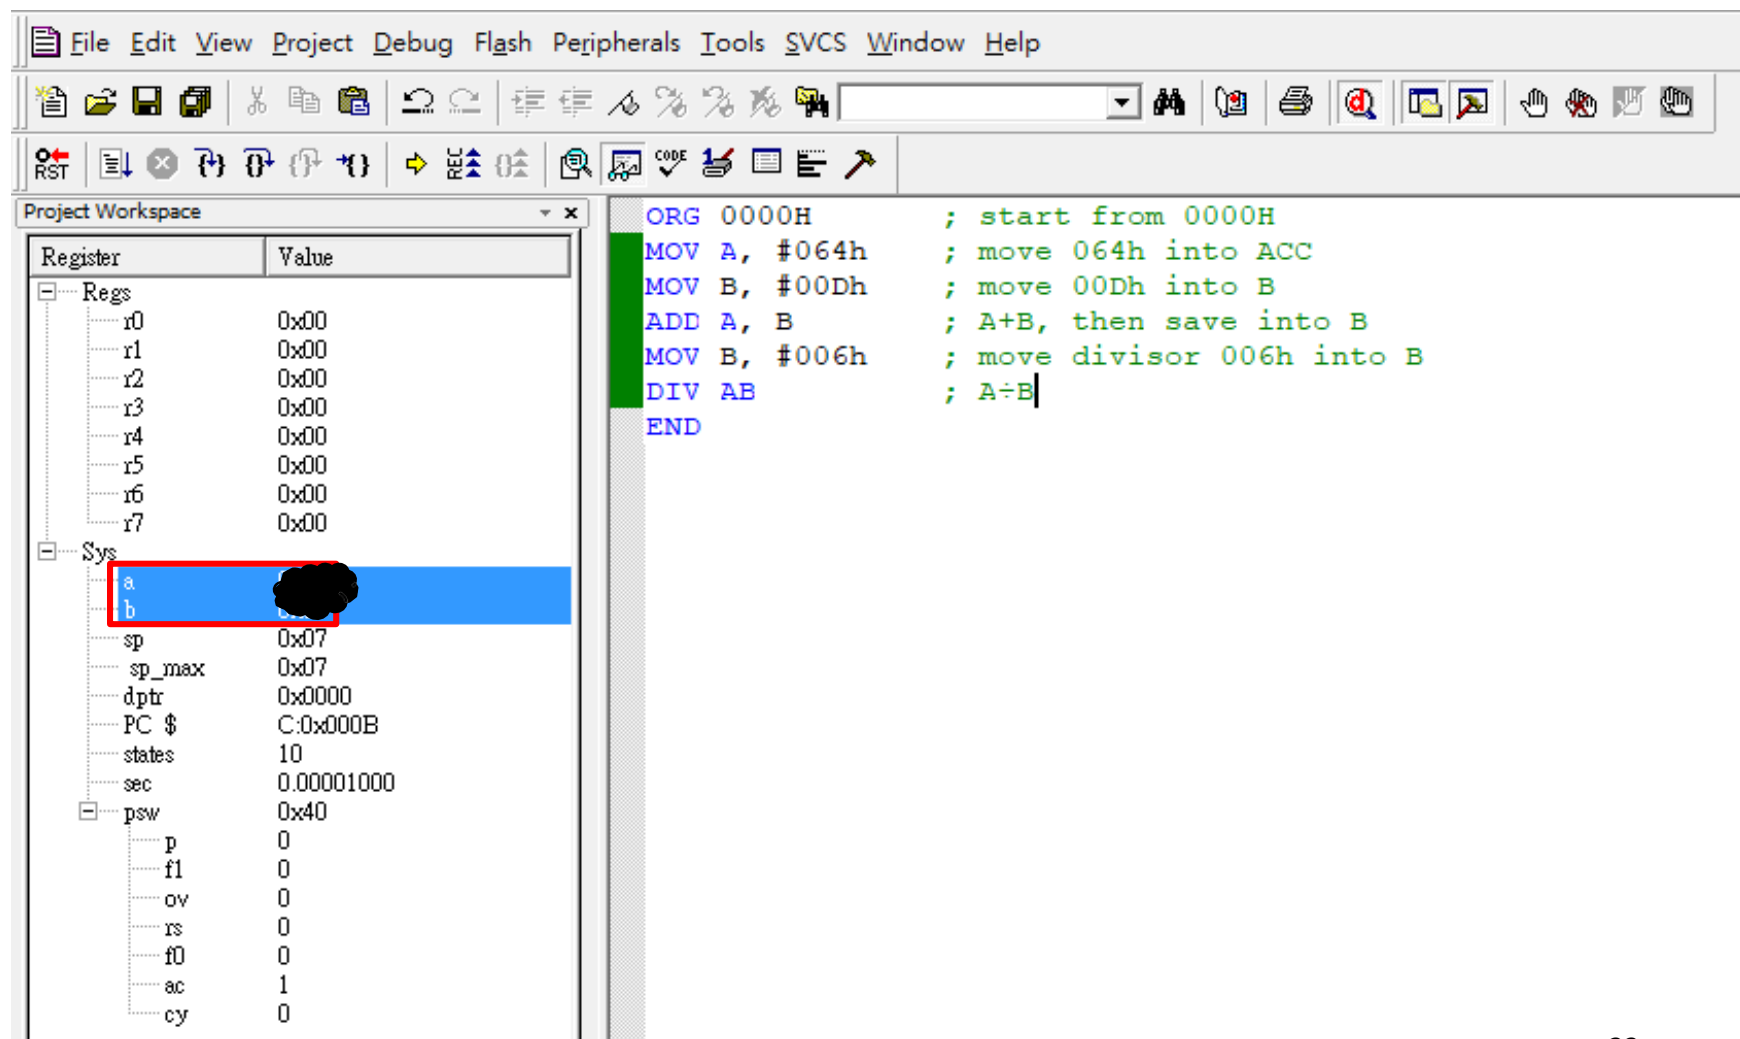 File Edit View Project Debug Flash Peripherals Tools SVCS Window Help
RST
CODE
Project Workspace
Register Value
Regs
r0 0x00
r1 0x00
r2 0x00
r3 0x00
r4 0x00
r5 0x00
r6 0x00
r7 0x00
Sys
a
b
sp 0x07
sp_max 0x07
dptr 0x0000
PC $ C:0x000B
states 10
sec 0.00001000
psw 0x40
p 0
f1 0
ov 0
rs 0
f0 0
ac 1
cy 0
ORG 0000H ; start from 0000H
MOV A, #064h ; move 064h into ACC
MOV B, #00Dh ; move 00Dh into B
ADD A, B ; A+B, then save into B
MOV B, #006h ; move divisor 006h into B
DIV AB ; A÷B
END